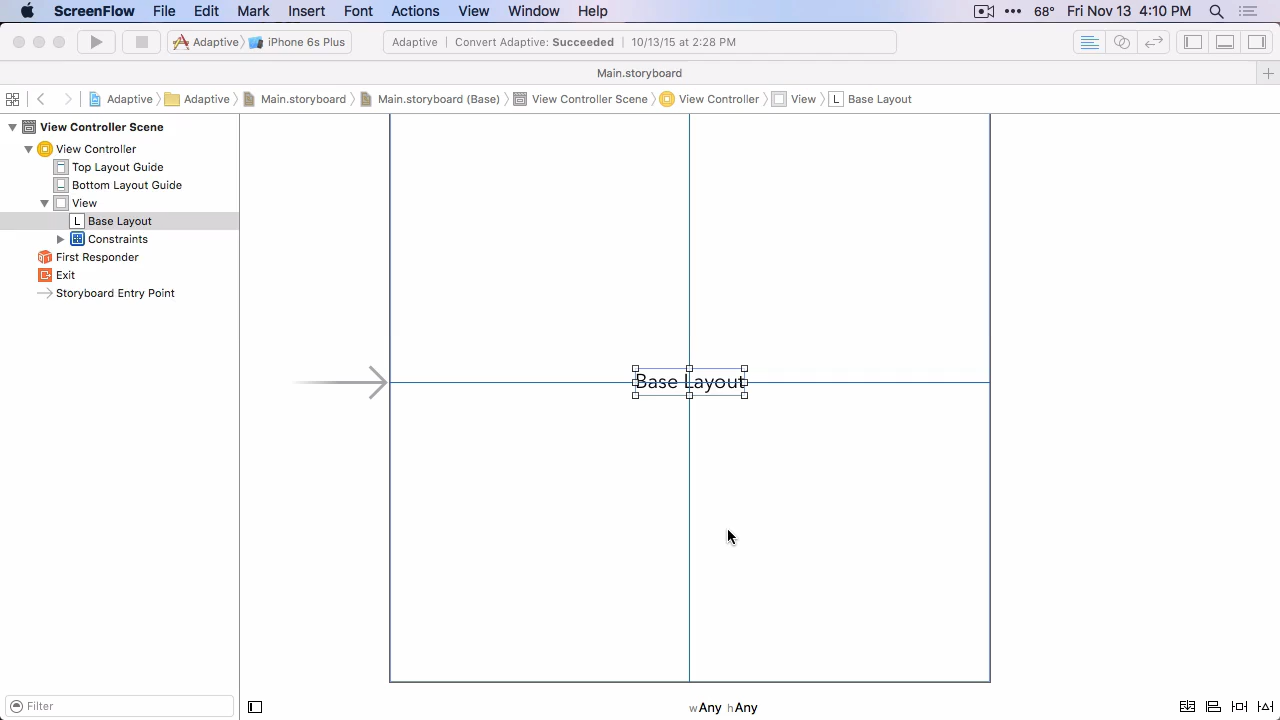 ScreenFlow File Edit Mark Insert Font Actions View Window Help 68° Fri Nov 13 4:10 PM
Adaptive iPhone 6s Plus Adaptive | Convert Adaptive: Succeeded | 10/13/15 at 2:28 PM
Main.storyboard
Adaptive Adaptive Main.storyboard Main.storyboard (Base) View Controller Scene View Controller View L Base Layout
View Controller Scene
View Controller
Top Layout Guide
Bottom Layout Guide
View
L Base Layout
Constraints
First Responder
Exit
Storyboard Entry Point
Base Layout
Filter
wAny hAny